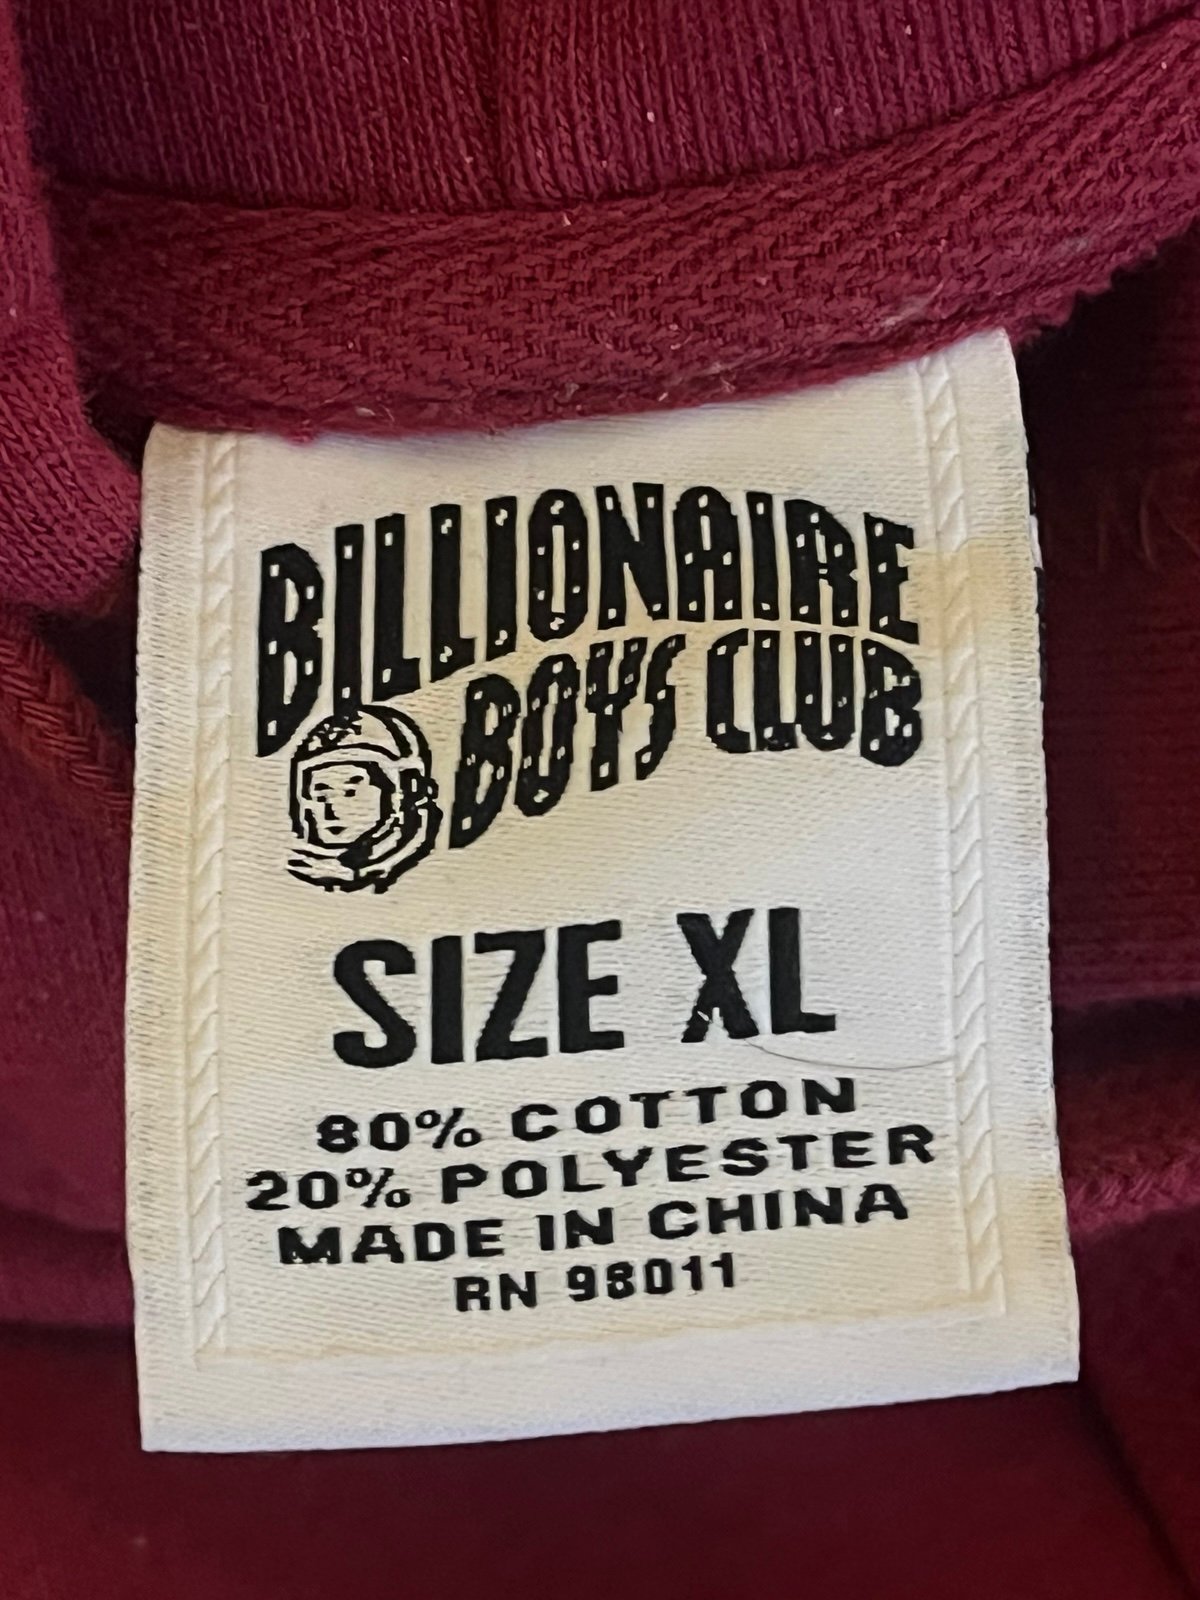 BILLIONAIRE
BOYS CLUB
SIZE XL
80% COTTON
20% POLYESTER
MADE IN CHINA
RN 98011